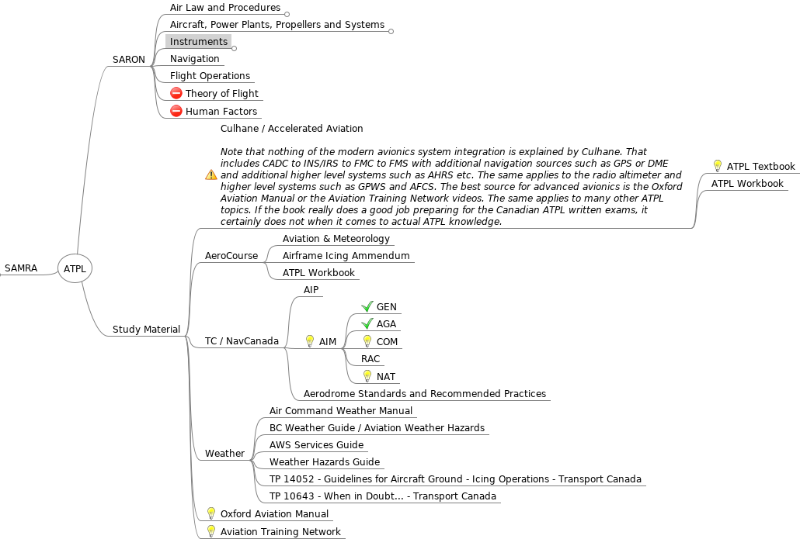 Air Law and Procedures
Aircraft, Power Plants, Propellers and Systems
Instruments
SARON
Navigation
Flight Operations
Theory of Flight
Human Factors
Culhane / Accelerated Aviation
Note that nothing of the modern avionics system integration is explained by Culhane. That
includes CADC to INS/IRS to FMC to FMS with additional navigation sources such as GPS or DME
and additional higher level systems such as AHRS etc. The same applies to the radio altimeter and
higher level systems such as GPWS and AFCS. The best source for advanced avionics is the Oxford
Aviation Manual or the Aviation Training Network videos. The same applies to many other ATPL
topics. If the book really does a good job preparing for the Canadian ATPL written exams, it
certainly does not when it comes to actual ATPL knowledge.
ATPL Textbook
ATPL Workbook
SAMRA
ATPL
AeroCourse
Aviation & Meteorology
Airframe Icing Ammendum
ATPL Workbook
Study Material
TC / NavCanada
AIP
AIM
GEN
AGA
COM
RAC
NAT
Aerodrome Standards and Recommended Practices
Weather
Air Command Weather Manual
BC Weather Guide / Aviation Weather Hazards
AWS Services Guide
Weather Hazards Guide
TP 14052 - Guidelines for Aircraft Ground - Icing Operations - Transport Canada
TP 10643 - When in Doubt... - Transport Canada
Oxford Aviation Manual
Aviation Training Network